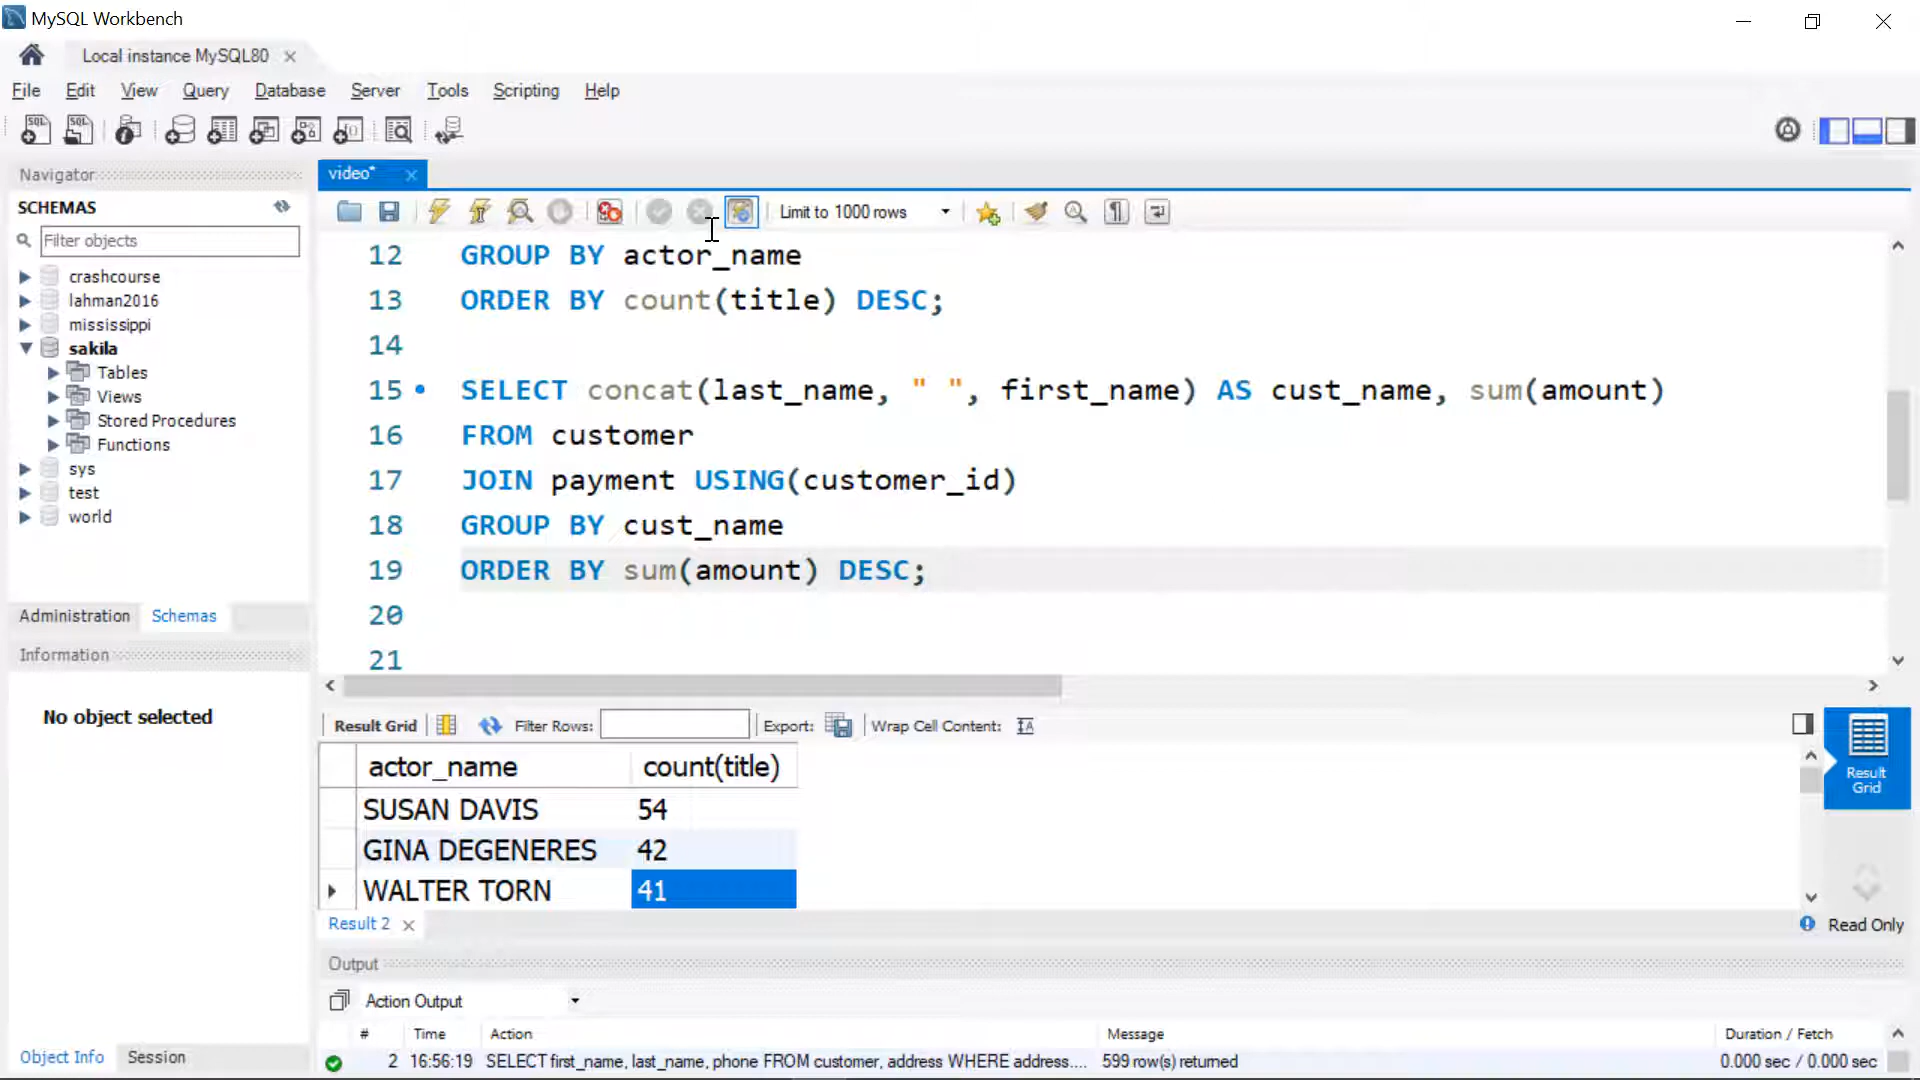 MySQL Workbench
Local instance MySQL80
File Edit View Query Database Server Tools Scripting Help
Navigator
SCHEMAS
Filter objects
crashcourse
lahman2016
mississippi
sakila
Tables
Views
Stored Procedures
Functions
sys
test
world
Administration Schemas
Information
No object selected
Object Info Session
video*
Limit to 1000 rows
12 GROUP BY actor_name
13 ORDER BY count(title) DESC;
14
15 SELECT concat(last_name, " ", first_name) AS cust_name, sum(amount)
16 FROM customer
17 JOIN payment USING(customer_id)
18 GROUP BY cust_name
19 ORDER BY sum(amount) DESC;
20
21
Result Grid Filter Rows: Export: Wrap Cell Content:
actor_name count(title)
SUSAN DAVIS 54
GINA DEGENERES 42
WALTER TORN 41
Result Grid
Result 2
Read Only
Output
Action Output
# Time Action Message Duration / Fetch
2 16:56:19 SELECT first_name, last_name, phone FROM customer, address WHERE address.... 599 row(s) returned 0.000 sec / 0.000 sec